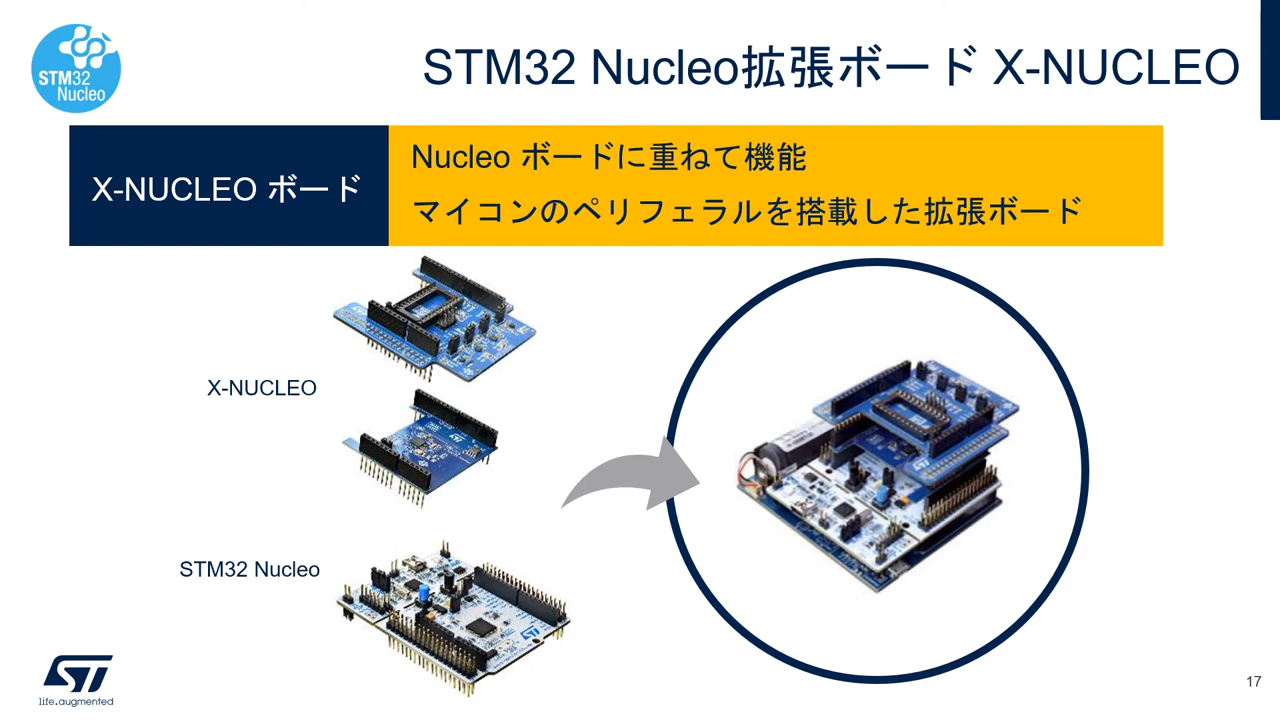 STM32
Nucleo
STM32 Nucleo拡張ボード X-NUCLEO
X-NUCLEO ボード
Nucleo ボードに重ねて機能
マイコンのペリフェラルを搭載した拡張ボード
X-NUCLEO
STM32 Nucleo
ST
life.augmented
17